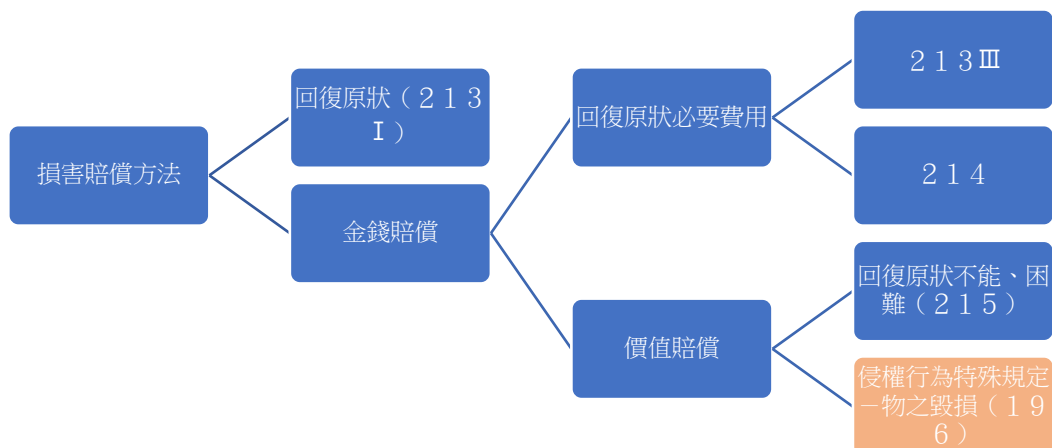 損害賠償方法
回復原狀（２１３
Ⅰ）
金錢賠償
回復原狀必要費用
２１３Ⅲ
２１４
價值賠償
回復原狀不能、困
難（２１５）
侵權行為特殊規定
－物之毀損（１９
６）